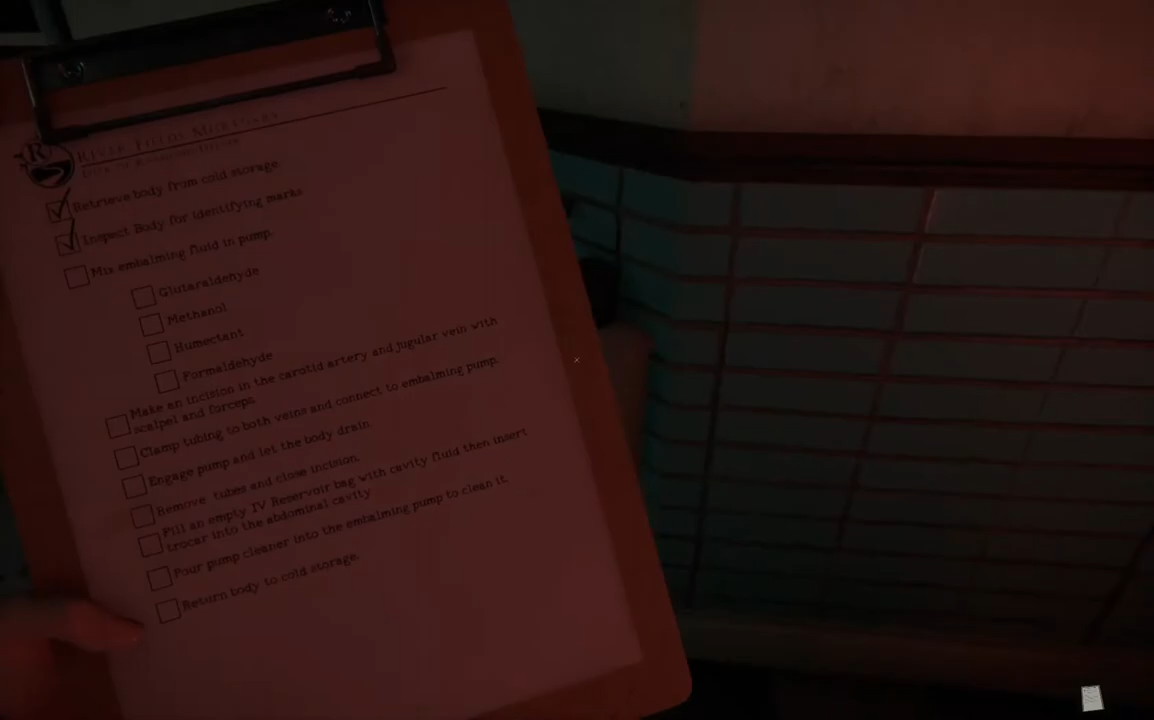 RIVER FIELDS MORTUARY
Retrieve body from cold storage
Inspect Body for identifying marks
Mix embalming fluid in pump.
Glutaraldehyde
Methanol
Humectant
Formaldehyde
Make an incision in the carotid artery and jugular vein with
scalpel and forceps.
Clamp tubing to both veins and connect to embalming pump.
Engage pump and let the body drain.
Remove tubes and close incision.
Fill an empty IV Reservoir bag with cavity fluid then insert
trocar into the abdominal cavity
Pour pump cleaner into the embalming pump to clean it.
Return body to cold storage.